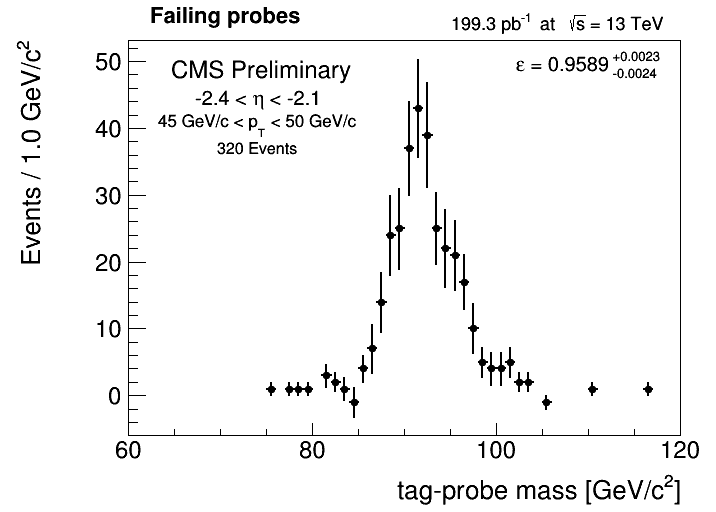 Failing probes
199.3 pb⁻¹ at √s = 13 TeV
CMS Preliminary
-2.4 < η < -2.1
45 GeV/c < p_T < 50 GeV/c
320 Events
ε = 0.9589 +0.0023 -0.0024
Events / 1.0 GeV/c²
50
40
30
20
10
0
60 80 100 120
tag-probe mass [GeV/c²]